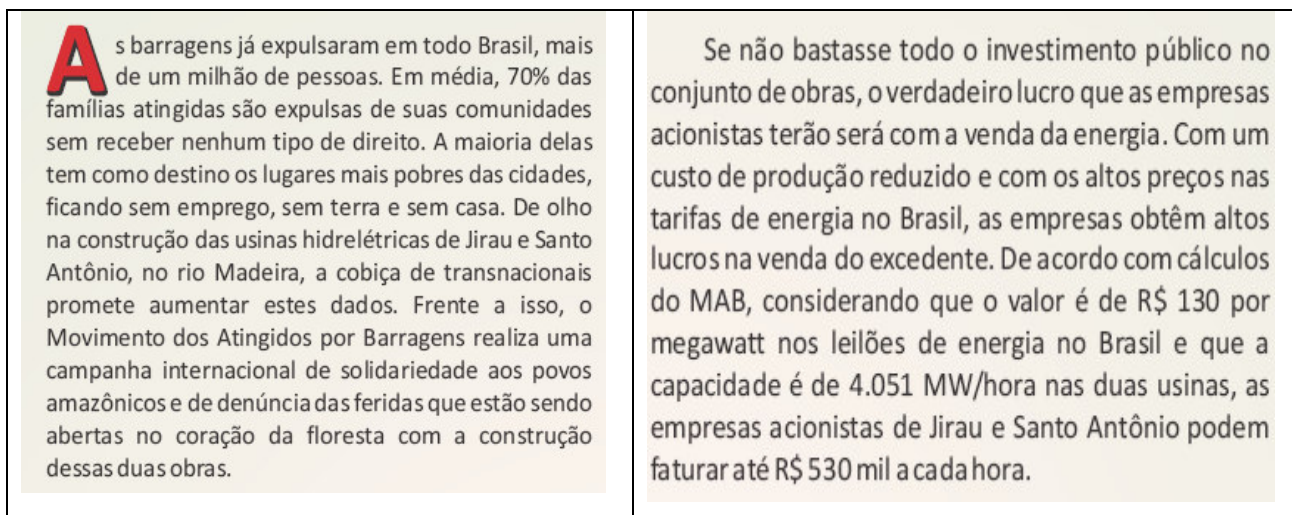 As barragens já expulsaram em todo Brasil, mais
de um milhão de pessoas. Em média, 70% das
famílias atingidas são expulsas de suas comunidades
sem receber nenhum tipo de direito. A maioria delas
tem como destino os lugares mais pobres das cidades,
ficando sem emprego, sem terra e sem casa. De olho
na construção das usinas hidrelétricas de Jirau e Santo
Antônio, no rio Madeira, a cobiça de transnacionais
promete aumentar estes dados. Frente a isso, o
Movimento dos Atingidos por Barragens realiza uma
campanha internacional de solidariedade aos povos
amazônicos e de denúncia das feridas que estão sendo
abertas no coração da floresta com a construção
dessas duas obras.
Se não bastasse todo o investimento público no
conjunto de obras, o verdadeiro lucro que as empresas
acionistas terão será com a venda da energia. Com um
custo de produção reduzido e com os altos preços nas
tarifas de energia no Brasil, as empresas obtêm altos
lucros na venda do excedente. De acordo com cálculos
do MAB, considerando que o valor é de R$ 130 por
megawatt nos leilões de energia no Brasil e que a
capacidade é de 4.051 MW/hora nas duas usinas, as
empresas acionistas de Jirau e Santo Antônio podem
faturar até R$ 530 mil a cada hora.